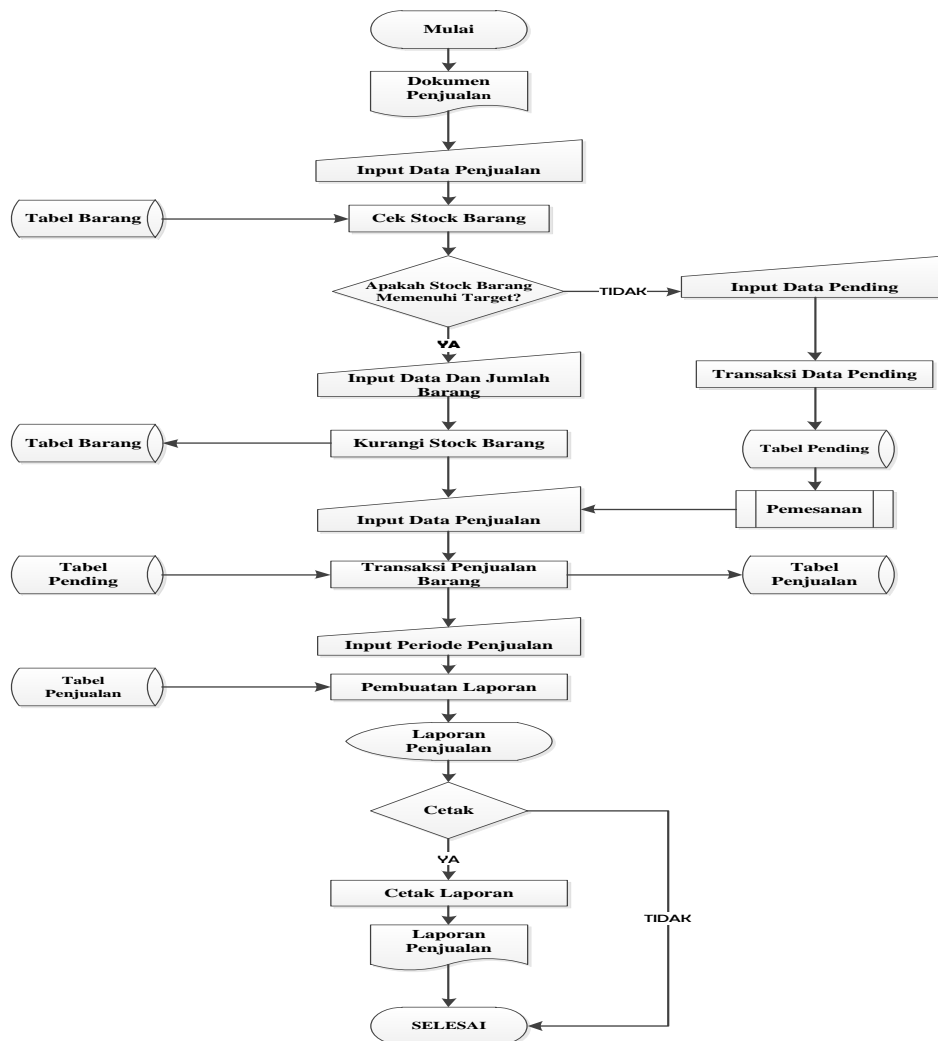 Mulai
Dokumen
Penjualan
Input Data Penjualan
Tabel Barang
Cek Stock Barang
Apakah Stock Barang
Memenuhi Target?
TIDAK
Input Data Pending
YA
Input Data Dan Jumlah
Barang
Transaksi Data Pending
Tabel Barang
Kurangi Stock Barang
Tabel Pending
Input Data Penjualan
Pemesanan
Tabel
Pending
Transaksi Penjualan
Barang
Tabel
Penjualan
Input Periode Penjualan
Tabel
Penjualan
Pembuatan Laporan
Laporan
Penjualan
Cetak
YA
Cetak Laporan
TIDAK
Laporan
Penjualan
SELESAI